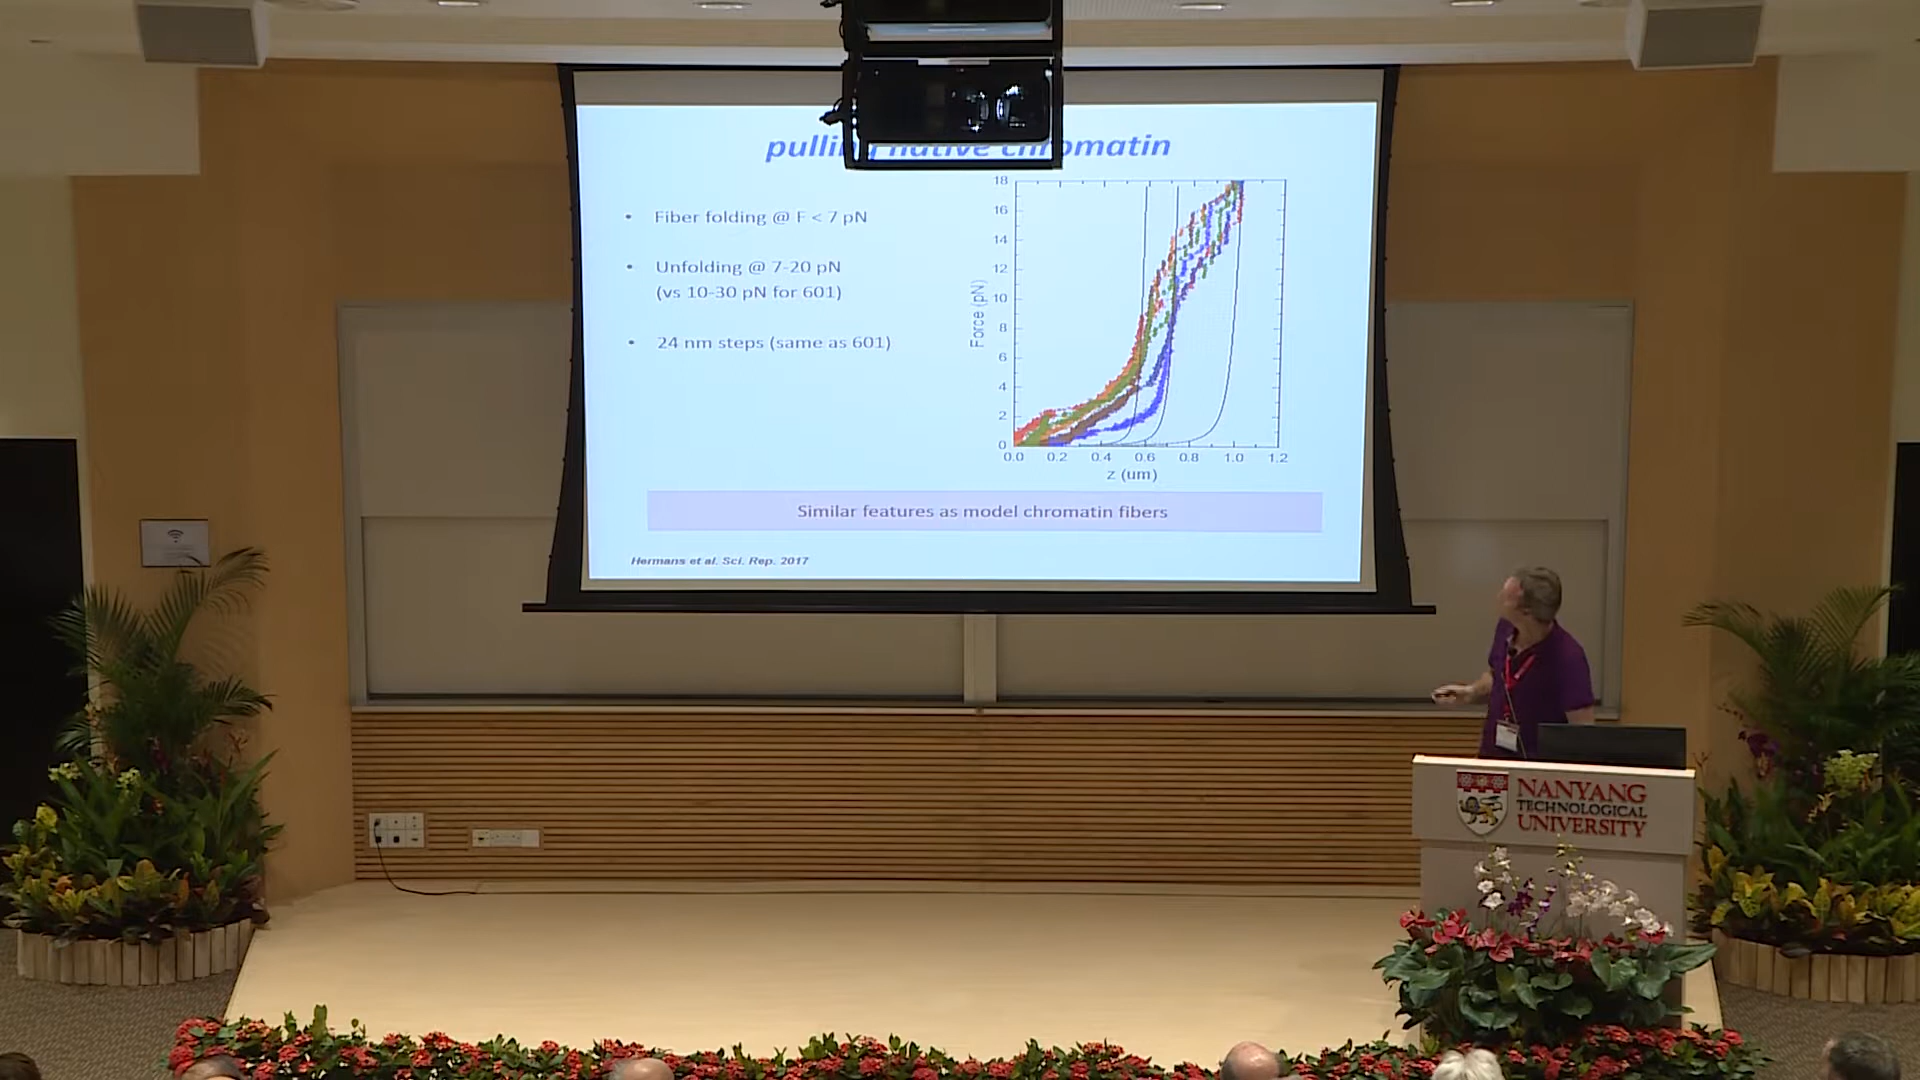 pulling native chromatin
• Fiber folding @ F < 7 pN
• Unfolding @ 7-20 pN
(vs 10-30 pN for 601)
• 24 nm steps (same as 601)
18
16
14
12
10
8
6
4
2
0
Force (pN)
0.0 0.2 0.4 0.6 0.8 1.0 1.2
z (um)
Similar features as model chromatin fibers
Hermans et al. Sci. Rep. 2017
NANYANG
TECHNOLOGICAL
UNIVERSITY